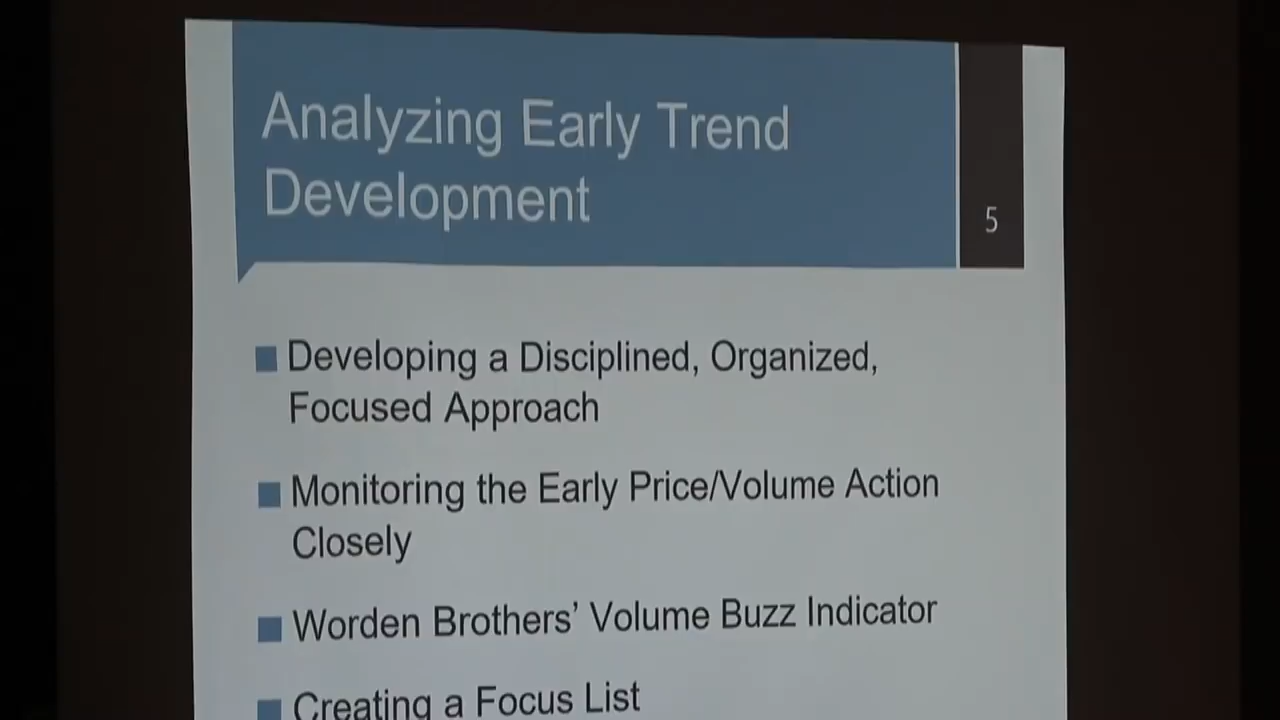 Analyzing Early Trend
Development
5
Developing a Disciplined, Organized,
Focused Approach
Monitoring the Early Price/Volume Action
Closely
Worden Brothers’ Volume Buzz Indicator
Creating a Focus List